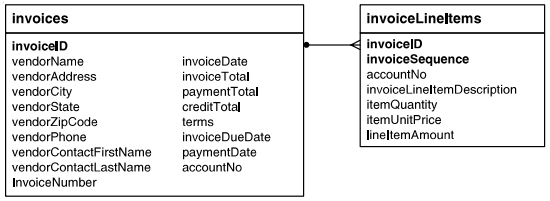 invoices
invoiceID
vendorName invoiceDate
vendorAddress invoiceTotal
vendorCity paymentTotal
vendorState creditTotal
vendorZipCode terms
vendorPhone invoiceDueDate
vendorContactFirstName paymentDate
vendorContactLastName accountNo
InvoiceNumber
invoiceLineItems
invoiceID
invoiceSequence
accountNo
invoiceLineItemDescription
itemQuantity
itemUnitPrice
lineItemAmount